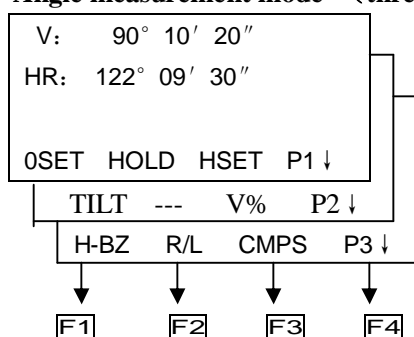 Angle measurement mode (thre
V: 90° 10′ 20″
HR: 122° 09′ 30″
0SET HOLD HSET P1↓
TILT --- V% P2↓
H-BZ R/L CMPS P3↓
F1 F2 F3 F4